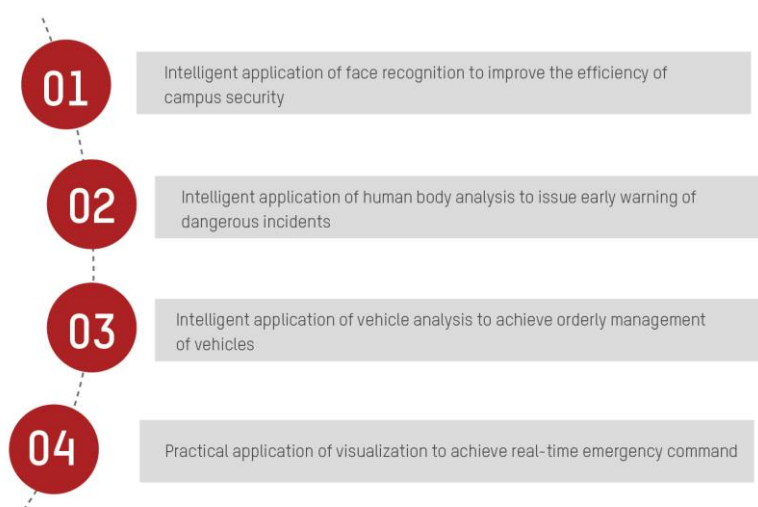 01
Intelligent application of face recognition to improve the efficiency of
campus security
02
Intelligent application of human body analysis to issue early warning of
dangerous incidents
03
Intelligent application of vehicle analysis to achieve orderly management
of vehicles
04
Practical application of visualization to achieve real-time emergency command